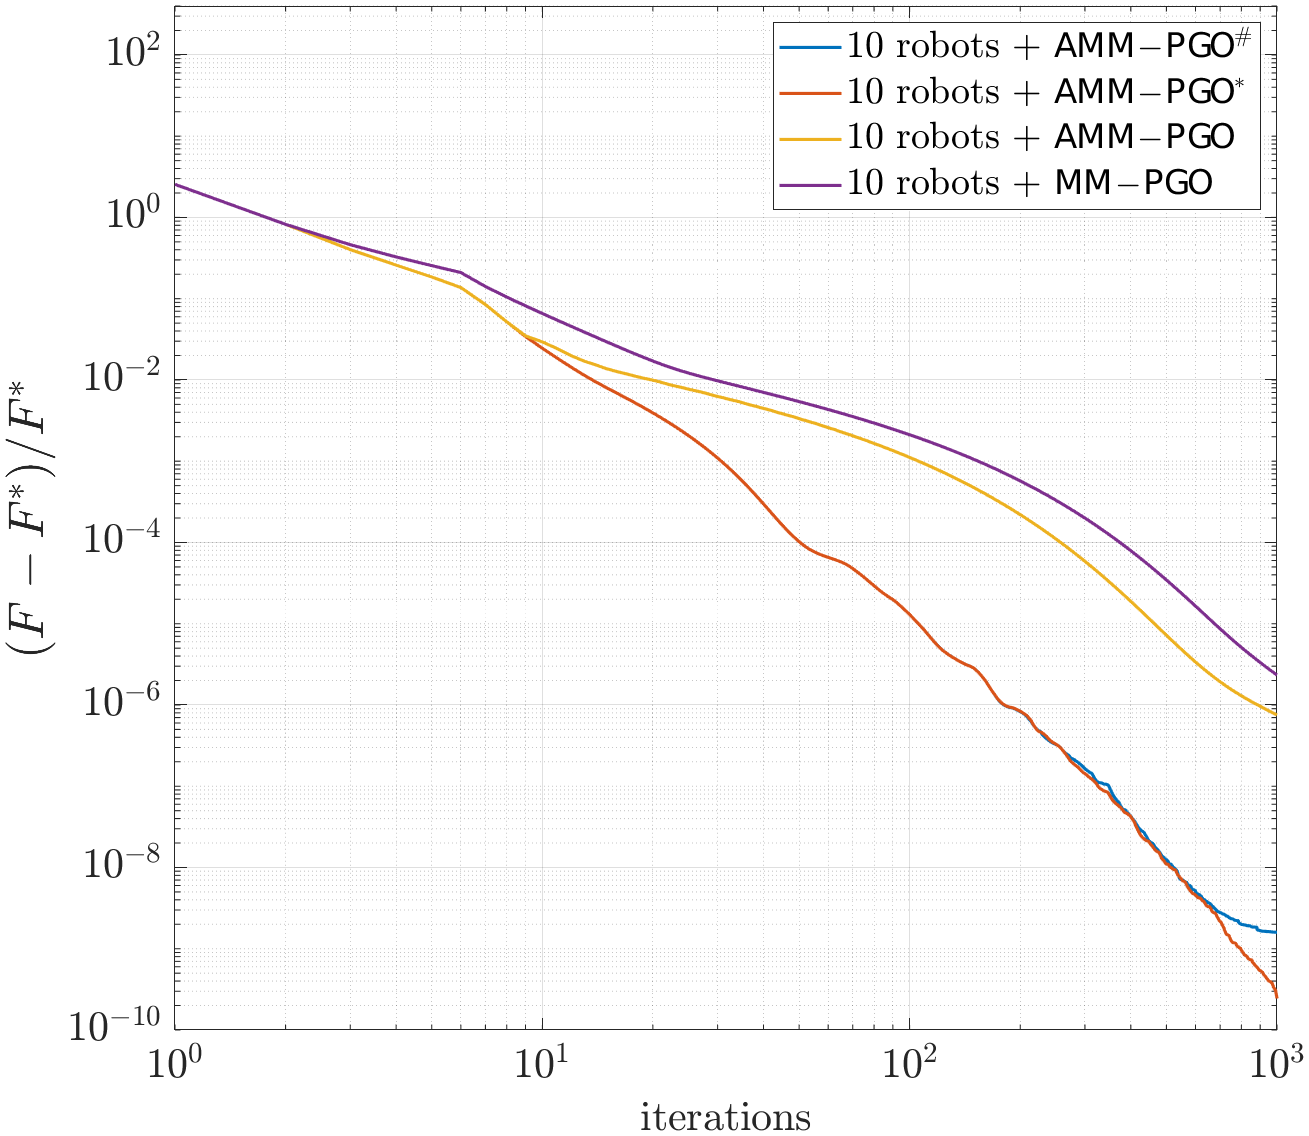 10 robots + AMM−PGO^#
10 robots + AMM−PGO^*
10 robots + AMM−PGO
10 robots + MM−PGO
(F − F^*)/F^*
10^2
10^0
10^−2
10^−4
10^−6
10^−8
10^−10
10^0 10^1 10^2 10^3
iterations